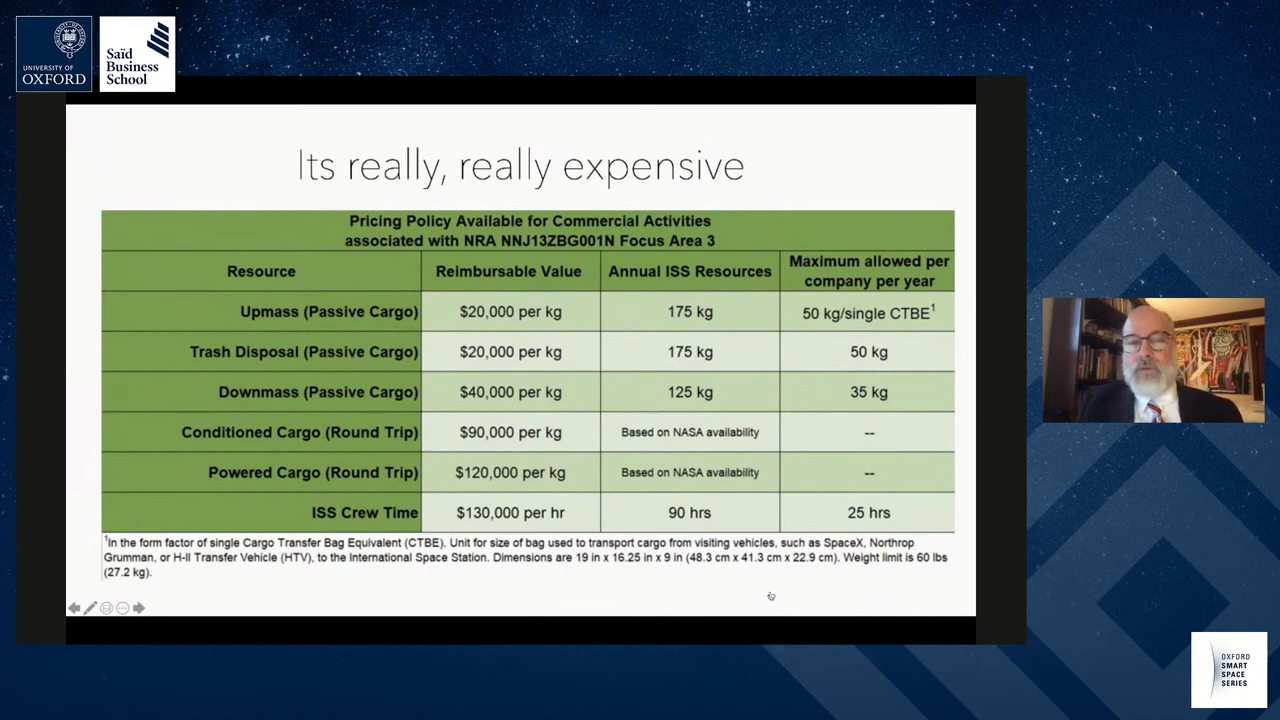 UNIVERSITY OF
OXFORD
Saïd
Business
School
Its really, really expensive
Pricing Policy Available for Commercial Activities
associated with NRA NNJ13ZBG001N Focus Area 3
Resource
Reimbursable Value
Annual ISS Resources
Maximum allowed per
company per year
Upmass (Passive Cargo)
$20,000 per kg
175 kg
50 kg/single CTBE¹
Trash Disposal (Passive Cargo)
$20,000 per kg
175 kg
50 kg
Downmass (Passive Cargo)
$40,000 per kg
125 kg
35 kg
Conditioned Cargo (Round Trip)
$90,000 per kg
Based on NASA availability
--
Powered Cargo (Round Trip)
$120,000 per kg
Based on NASA availability
--
ISS Crew Time
$130,000 per hr
90 hrs
25 hrs
¹In the form factor of single Cargo Transfer Bag Equivalent (CTBE). Unit for size of bag used to transport cargo from visiting vehicles, such as SpaceX, Northrop
Grumman, or H-II Transfer Vehicle (HTV), to the International Space Station. Dimensions are 19 in x 16.25 in x 9 in (48.3 cm x 41.3 cm x 22.9 cm). Weight limit is 60 lbs
(27.2 kg).
OXFORD
SMART
SPACE
SERIES